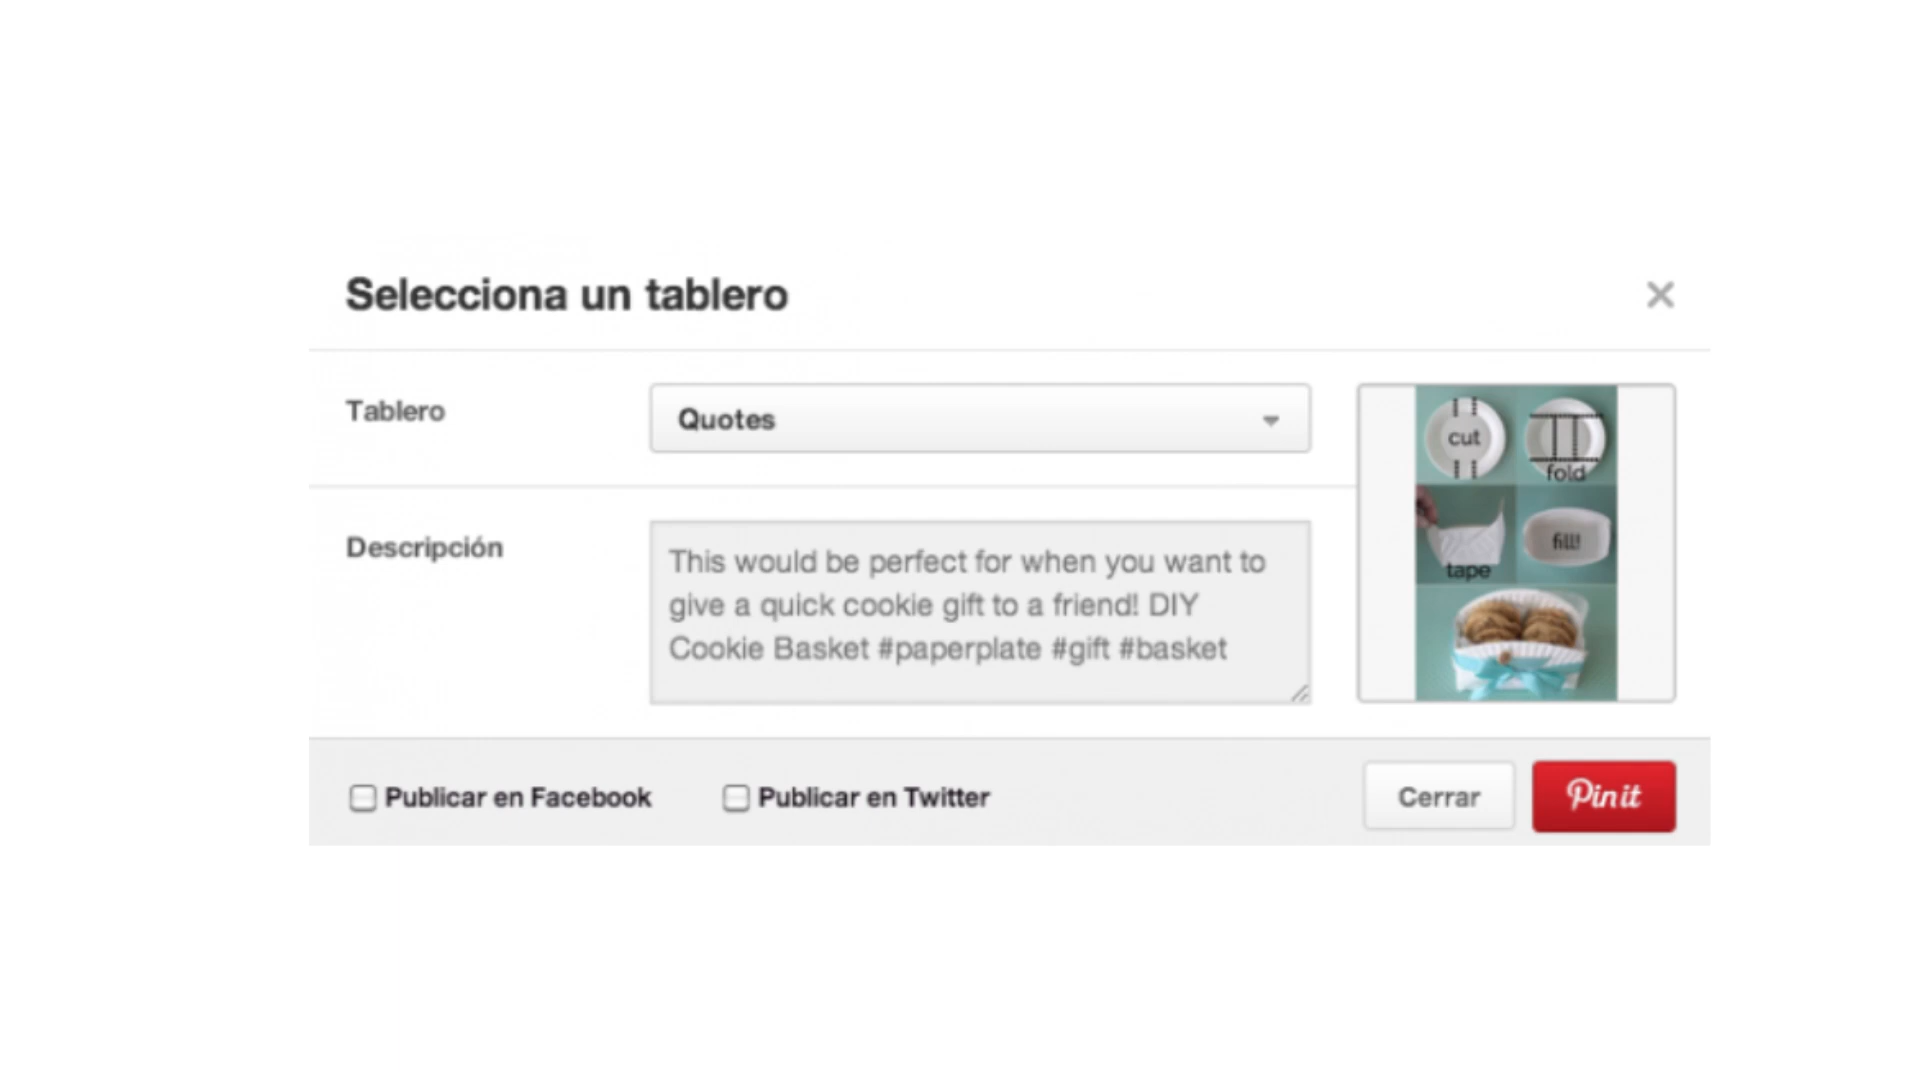 Selecciona un tablero
Tablero
Quotes
Descripción
This would be perfect for when you want to
give a quick cookie gift to a friend! DIY
Cookie Basket #paperplate #gift #basket
cut
fold
tape
fill!
Publicar en Facebook
Publicar en Twitter
Cerrar
Pin it